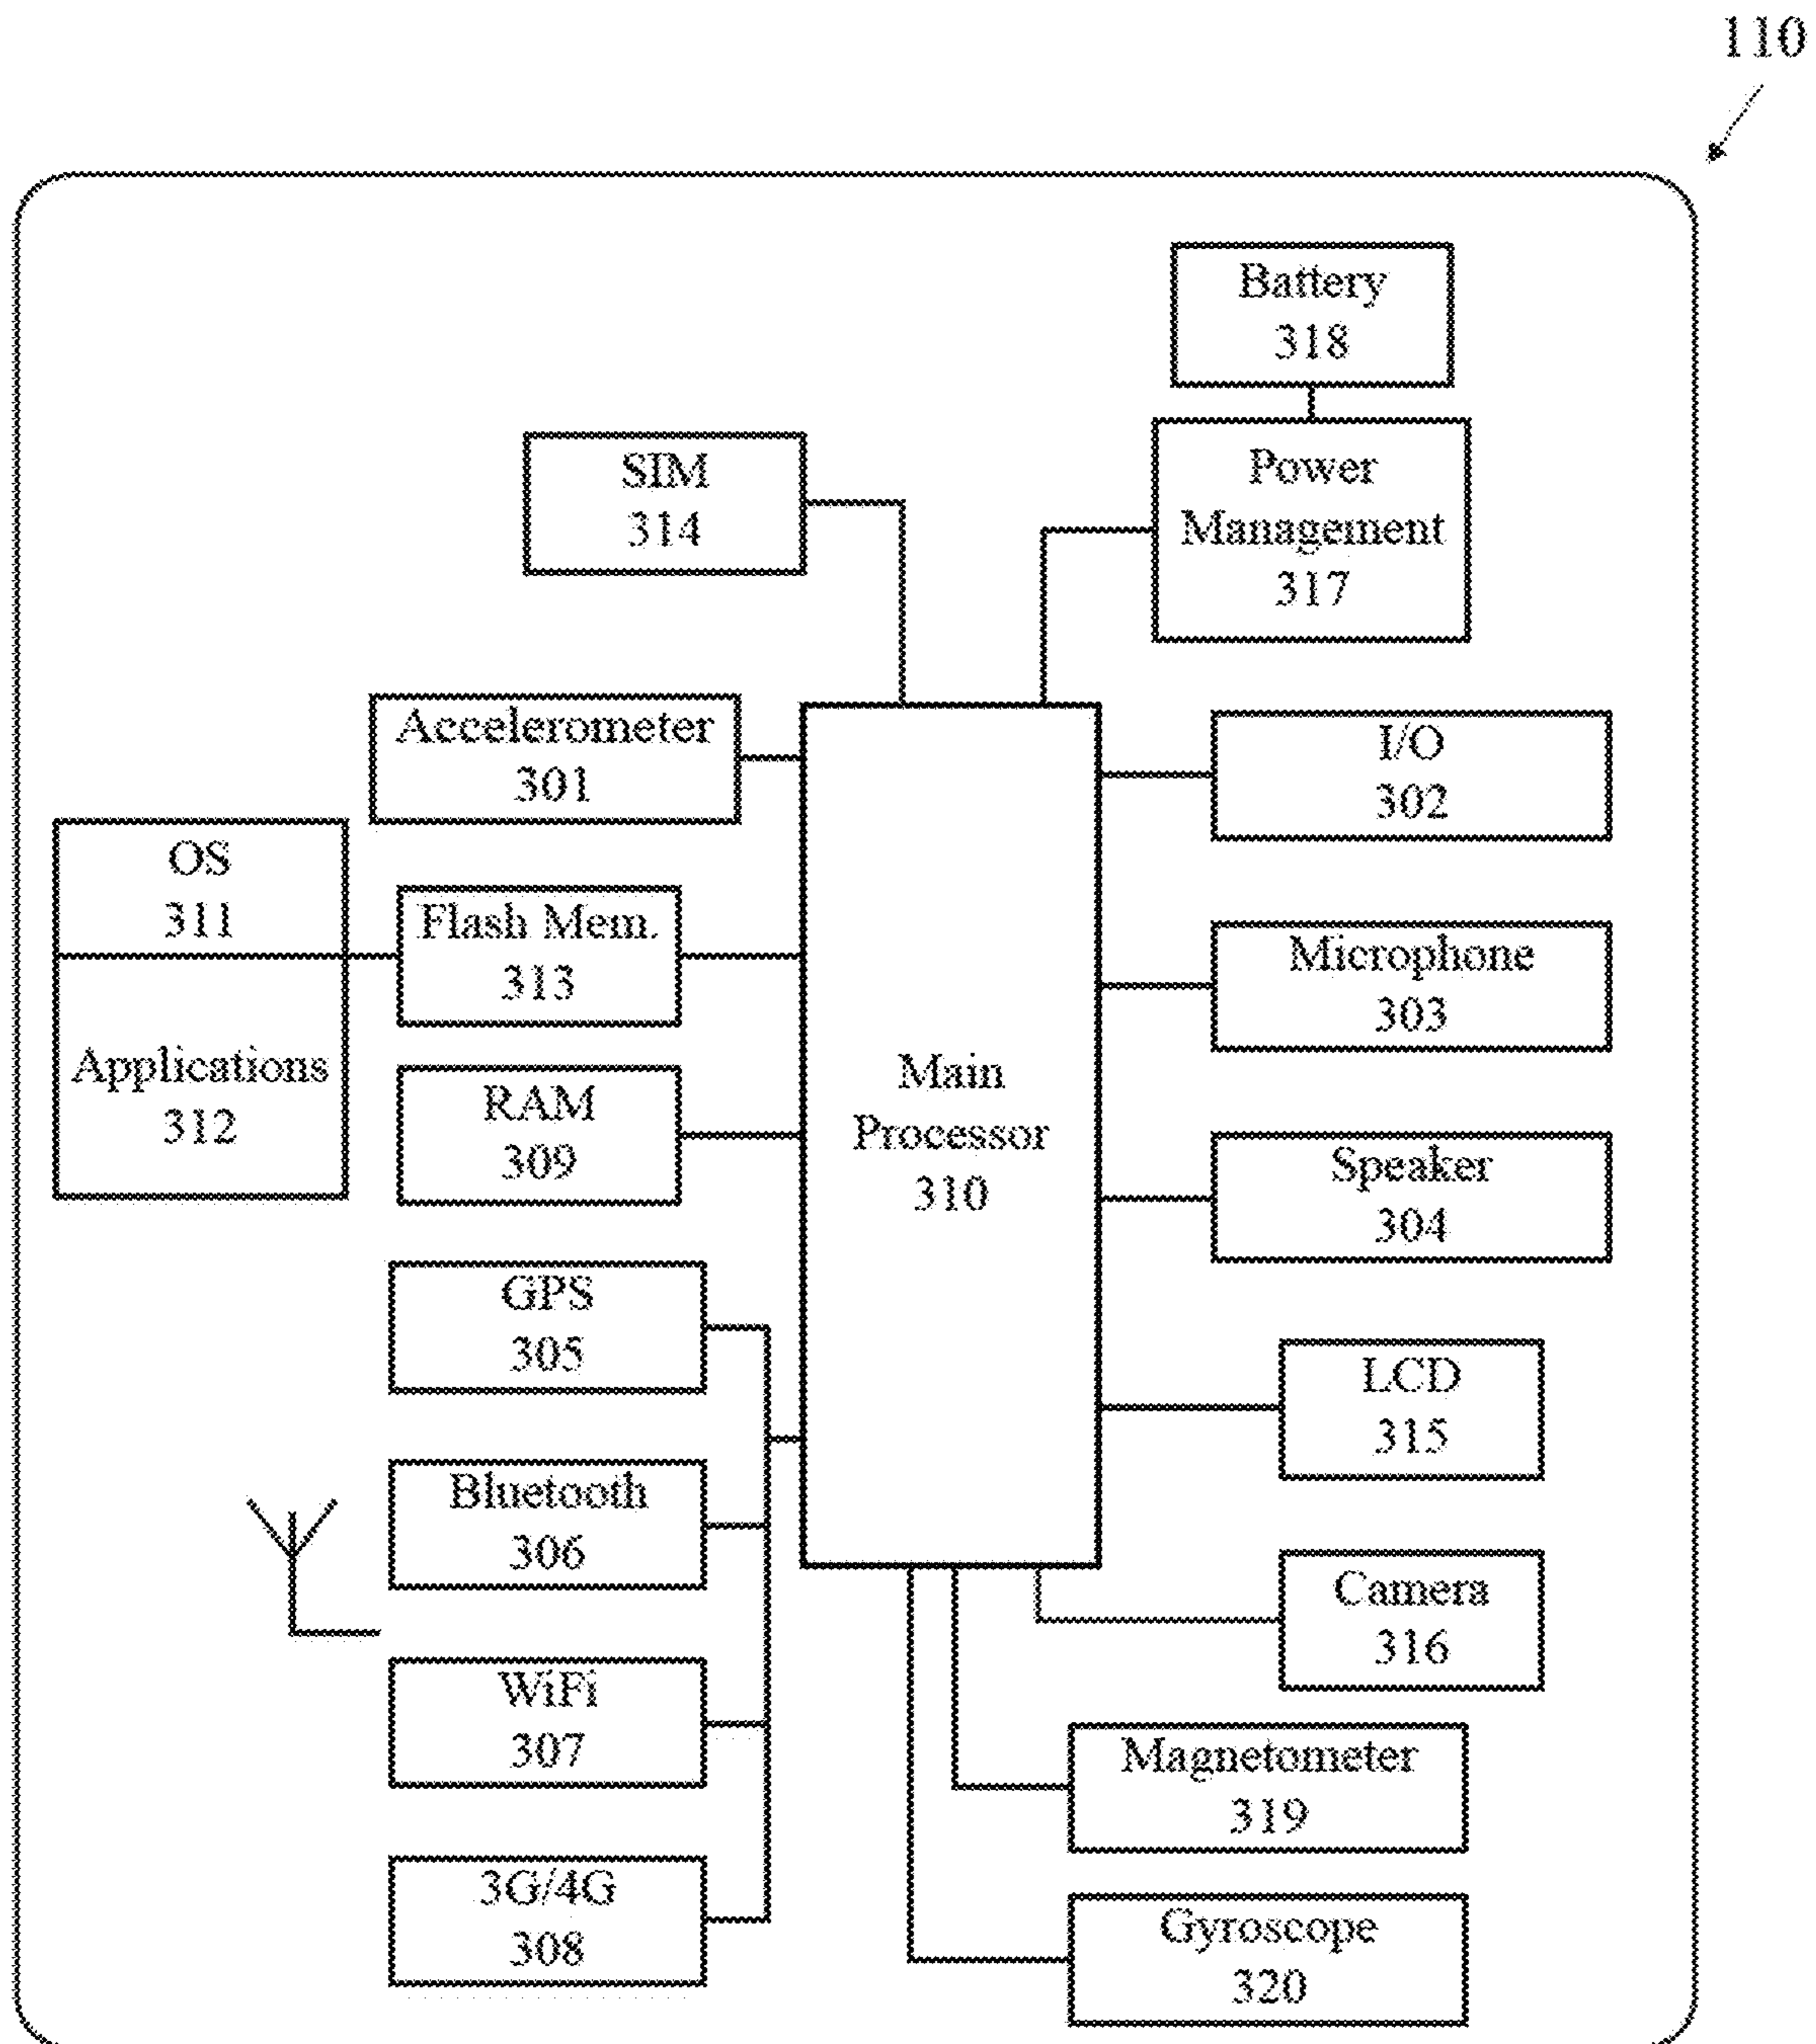 110
Battery
318
SIM
314
Power
Management
317
Accelerometer
301
I/O
302
OS
311
Flash Mem.
313
Microphone
303
Applications
312
RAM
309
Main
Processor
310
Speaker
304
GPS
305
LCD
315
Bluetooth
306
Camera
316
WiFi
307
Magnetometer
319
3G/4G
308
Gyroscope
320